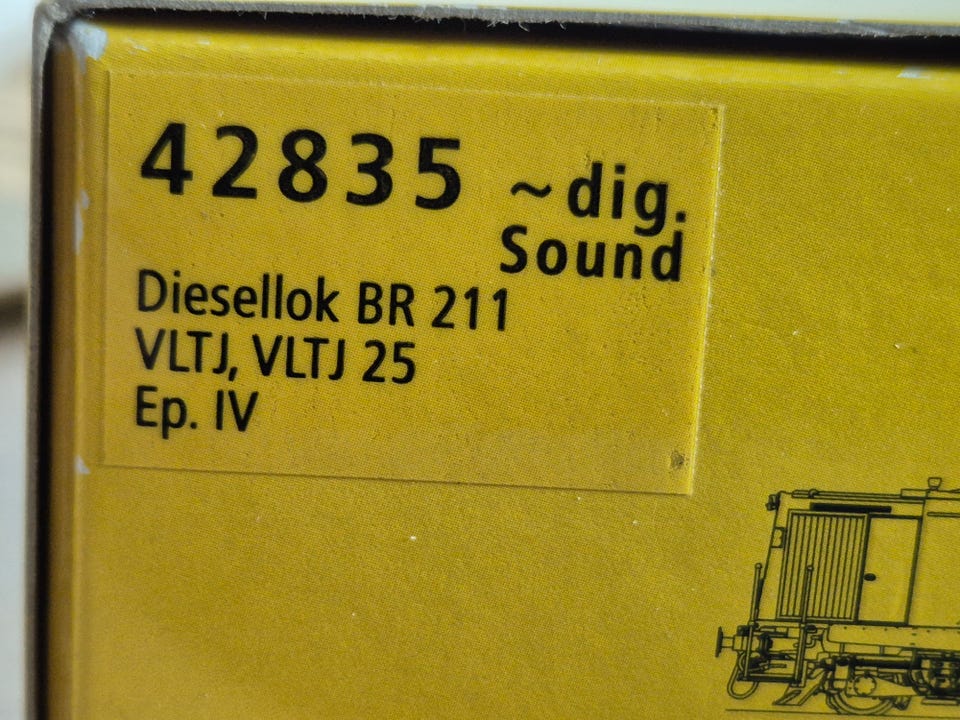 42835 ~dig.
Sound
Diesellok BR 211
VLTJ, VLTJ 25
Ep. IV